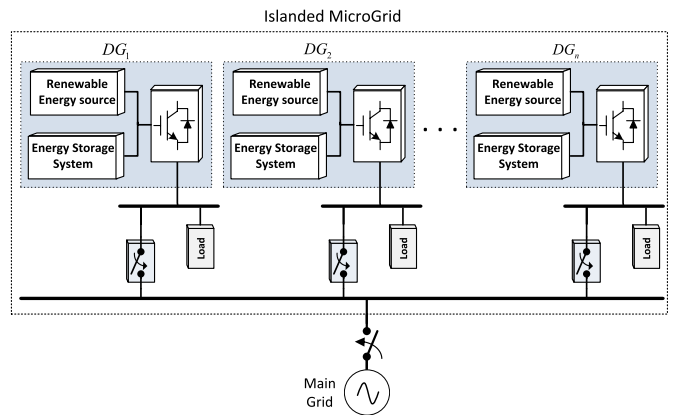 Islanded MicroGrid
DG1
DG2
DGn
Renewable
Energy source
Renewable
Energy source
Renewable
Energy source
. . .
Energy Storage
System
Energy Storage
System
Energy Storage
System
Load
Load
Load
Main
Grid